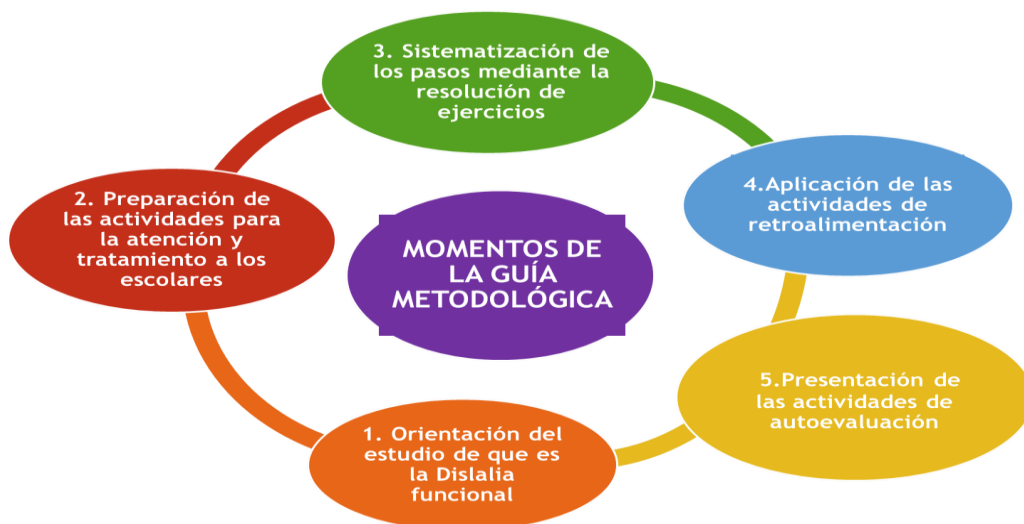 3. Sistematización de
los pasos mediante la
resolución de
ejercicios
2. Preparación de
las actividades para
la atención y
tratamiento a los
escolares
4.Aplicación de las
actividades de
retroalimentación
MOMENTOS DE
LA GUÍA
METODOLÓGICA
5.Presentación de
las actividades de
autoevaluación
1. Orientación del
estudio de que es
la Dislalia
funcional